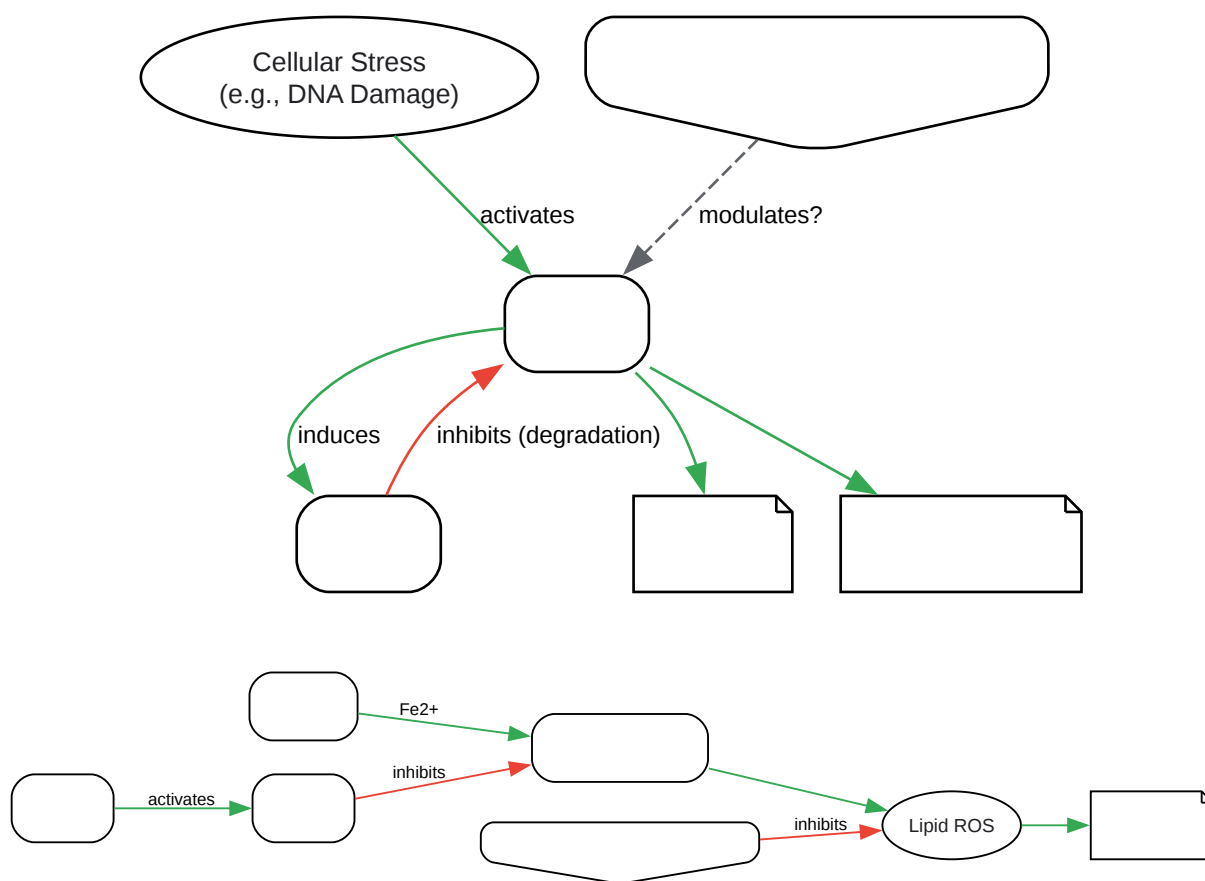 Cellular Stress
(e.g., DNA Damage)
activates
modulates?
induces
inhibits (degradation)
Fe2+
inhibits
activates
inhibits
Lipid ROS